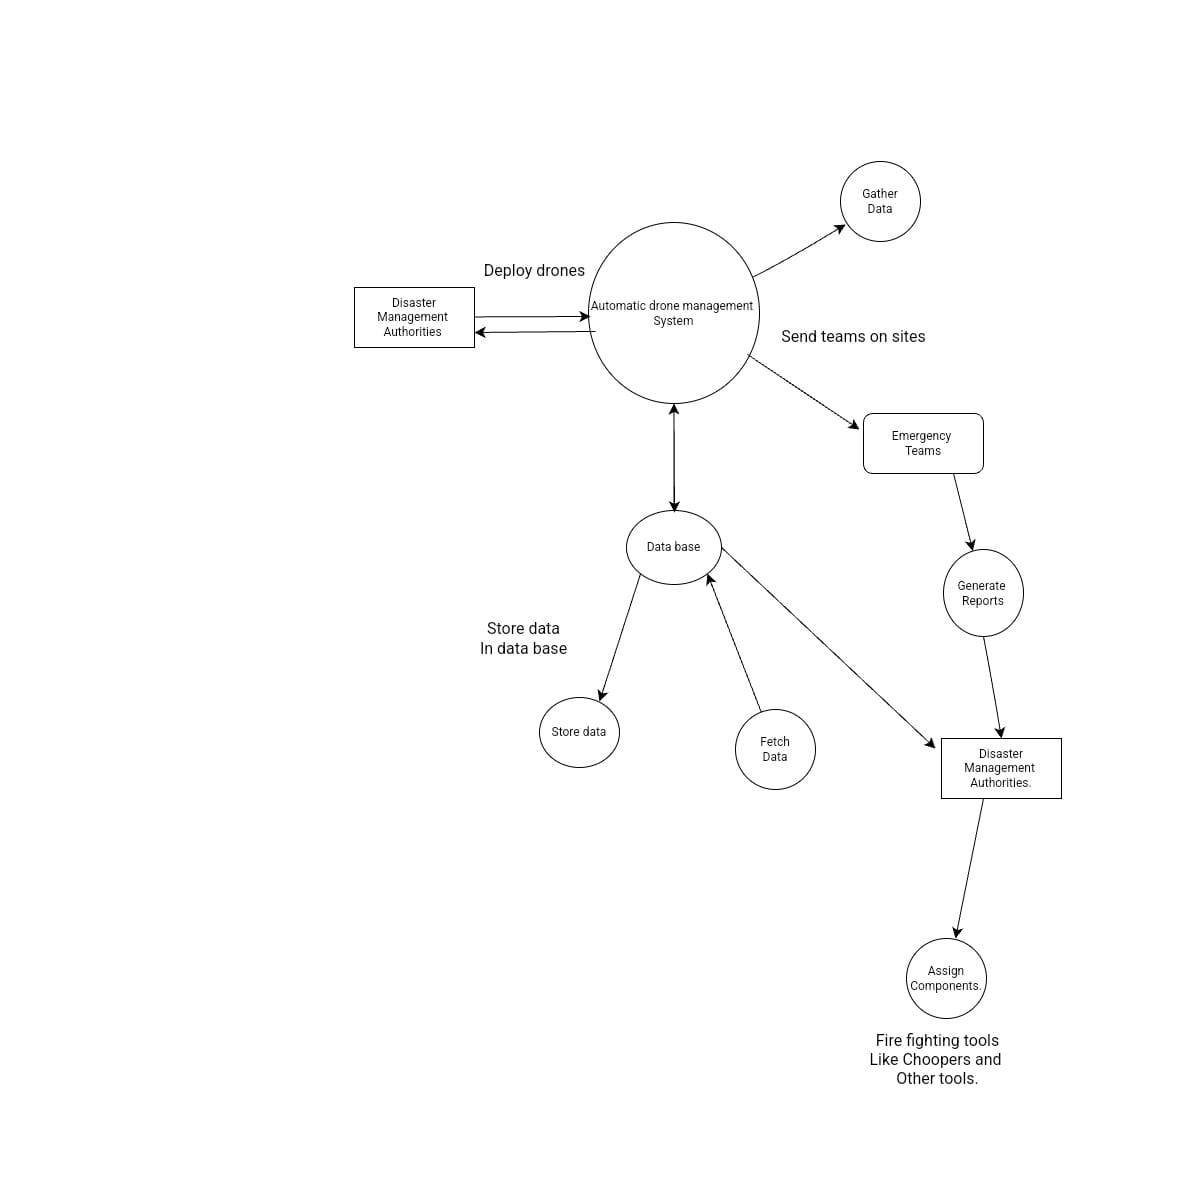 Gather
Data
Deploy drones
Disaster
Management
Authorities
Automatic drone management
System
Send teams on sites
Emergency
Teams
Data base
Generate
Reports
Store data
In data base
Store data
Fetch
Data
Disaster
Management
Authorities.
Assign
Components.
Fire fighting tools
Like Choopers and
Other tools.